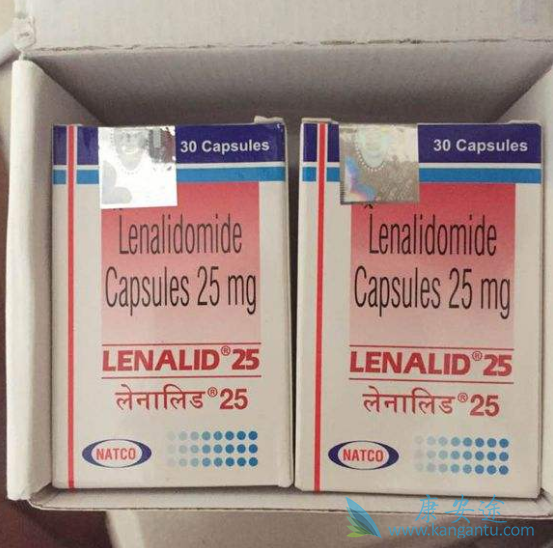 30 Capsules
Lenalidomide
Capsules 25 mg
LENALID® 25
लेनालिड® 25
NATCO
30 Capsules
Lenalidomide
Capsules 25 mg
LENALID® 25
लेनालिड® 25
NATCO
康安途
www.kangantu.com